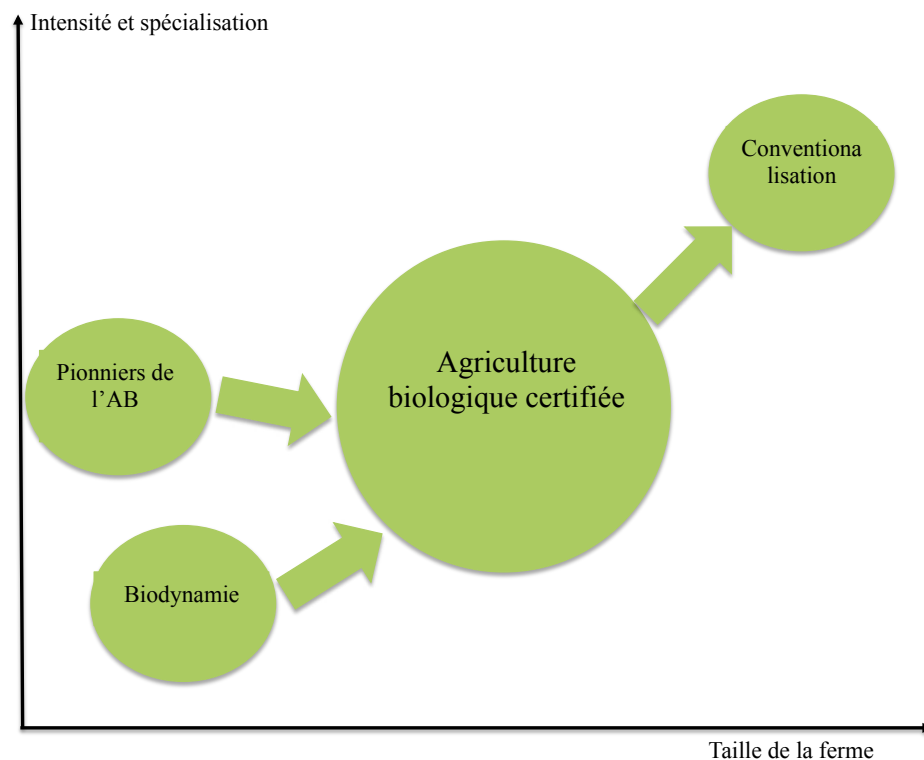 Intensité et spécialisation
Conventiona
lisation
Agriculture
biologique certifiée
Pionniers de
l’AB
Biodynamie
Taille de la ferme